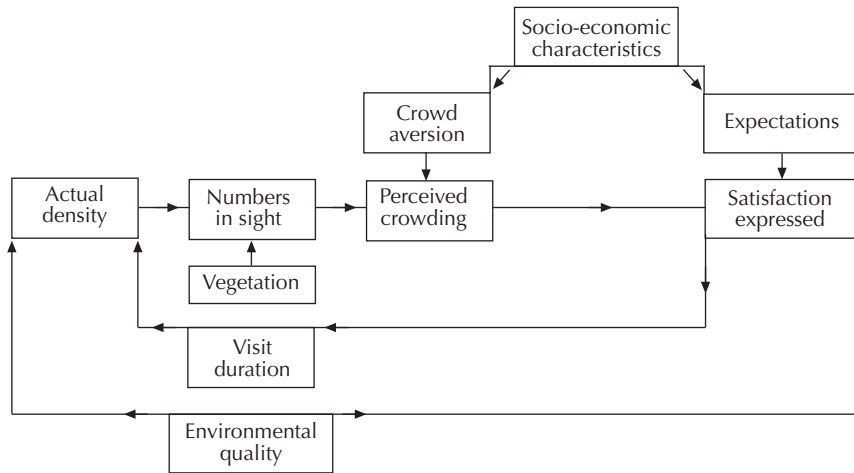 Socio-economic
characteristics
Crowd
aversion
Expectations
Actual
density
Numbers
in sight
Perceived
crowding
Satisfaction
expressed
Vegetation
Visit
duration
Environmental
quality